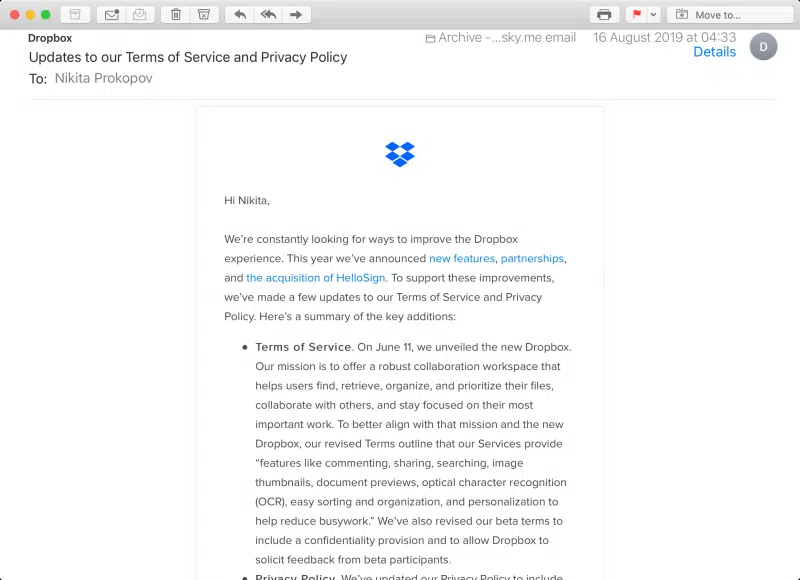 Move to...
Dropbox
Archive -...sky.me email 16 August 2019 at 04:33
Updates to our Terms of Service and Privacy Policy
Details
D
To: Nikita Prokopov
Hi Nikita,
We're constantly looking for ways to improve the Dropbox
experience. This year we've announced new features, partnerships,
and the acquisition of HelloSign. To support these improvements,
we've made a few updates to our Terms of Service and Privacy
Policy. Here's a summary of the key additions:
• Terms of Service. On June 11, we unveiled the new Dropbox.
Our mission is to offer a robust collaboration workspace that
helps users find, retrieve, organize, and prioritize their files,
collaborate with others, and stay focused on their most
important work. To better align with that mission and the new
Dropbox, our revised Terms outline that our Services provide
“features like commenting, sharing, searching, image
thumbnails, document previews, optical character recognition
(OCR), easy sorting and organization, and personalization to
help reduce busywork.” We've also revised our beta terms to
include a confidentiality provision and to allow Dropbox to
solicit feedback from beta participants.
• Privacy Policy. We've updated our Privacy Policy to include